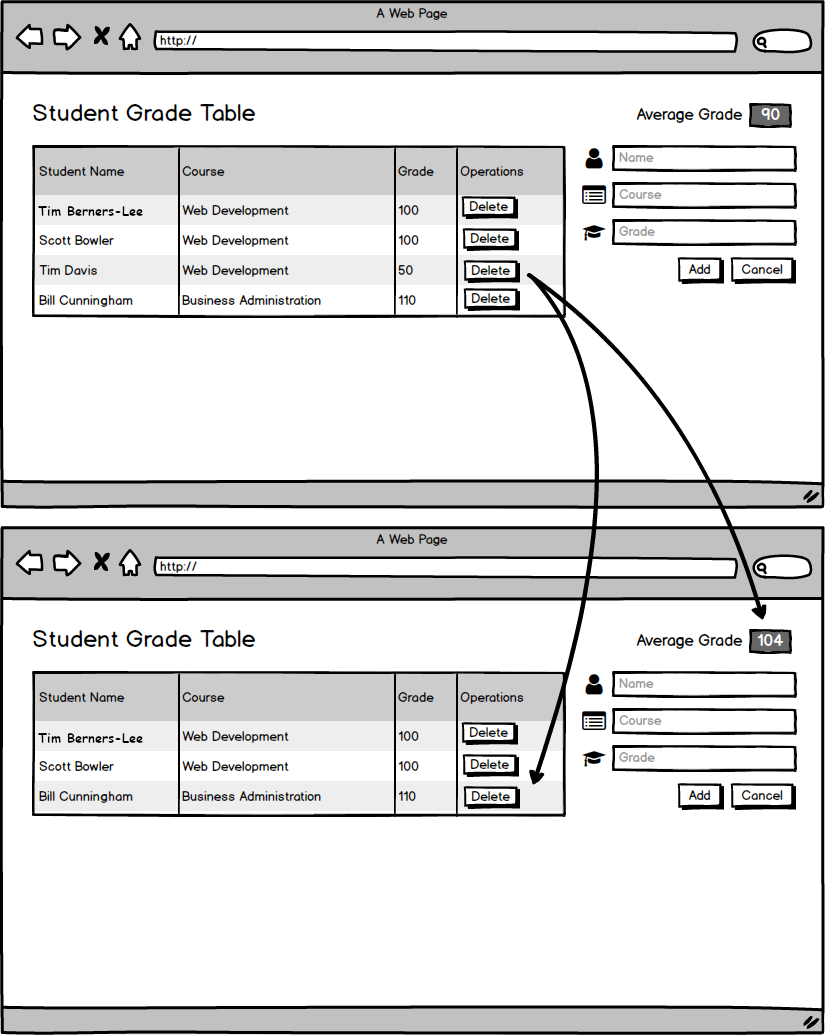 A Web Page
http://
Student Grade Table
Average Grade 90
Student Name Course Grade Operations
Tim Berners-Lee Web Development 100 Delete
Scott Bowler Web Development 100 Delete
Tim Davis Web Development 50 Delete
Bill Cunningham Business Administration 110 Delete
Name
Course
Grade
Add Cancel
A Web Page
http://
Student Grade Table
Average Grade 104
Student Name Course Grade Operations
Tim Berners-Lee Web Development 100 Delete
Scott Bowler Web Development 100 Delete
Bill Cunningham Business Administration 110 Delete
Name
Course
Grade
Add Cancel